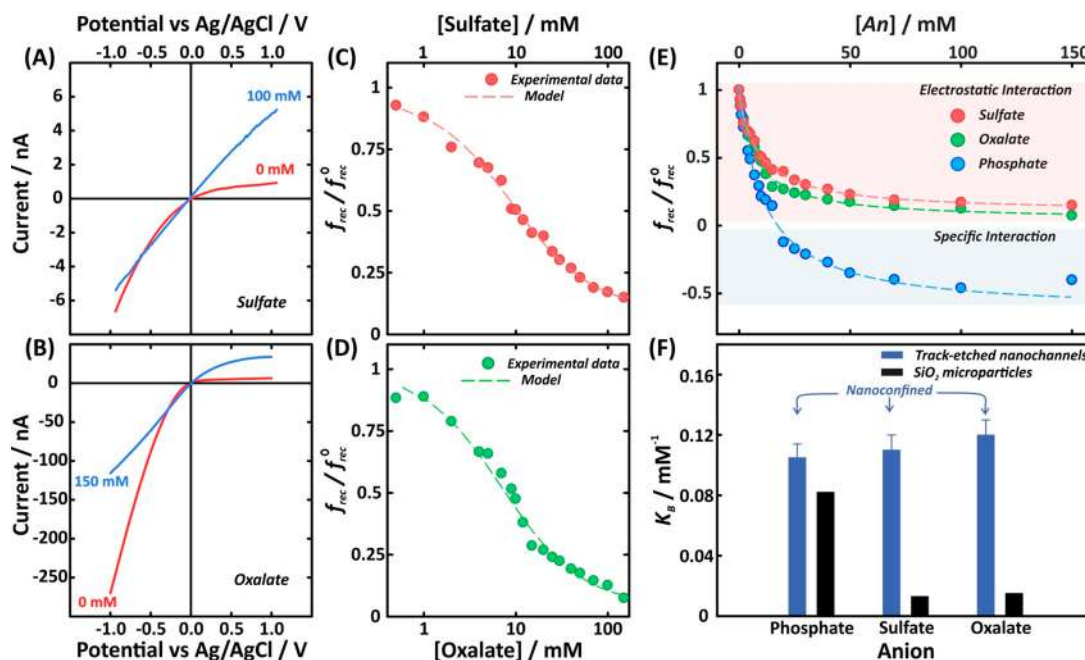 Potential vs Ag/AgCl / V
-1.0 -0.5 0.0 0.5 1.0
(A)
Current / nA
6
4
2
0
-2
-4
-6
100 mM
0 mM
Sulfate
(B)
Current / nA
0
-50
-100
-150
-200
-250
150 mM
0 mM
Oxalate
-1.0 -0.5 0.0 0.5 1.0
Potential vs Ag/AgCl / V
[Sulfate] / mM
1 10 100
(C)
f_rec / f_rec^0
1
0.75
0.5
0.25
0
Experimental data
Model
(D)
f_rec / f_rec^0
1
0.75
0.5
0.25
0
Experimental data
Model
1 10 100
[Oxalate] / mM
[An] / mM
0 50 100 150
(E)
f_rec / f_rec^0
1
0.5
0
-0.5
Electrostatic Interaction
Sulfate
Oxalate
Phosphate
Specific Interaction
(F)
K_B / mM⁻¹
0.16
0.12
0.08
0.04
0
Track-etched nanochannels
SiO₂ microparticles
Nanoconfined
Phosphate Sulfate Oxalate
Anion